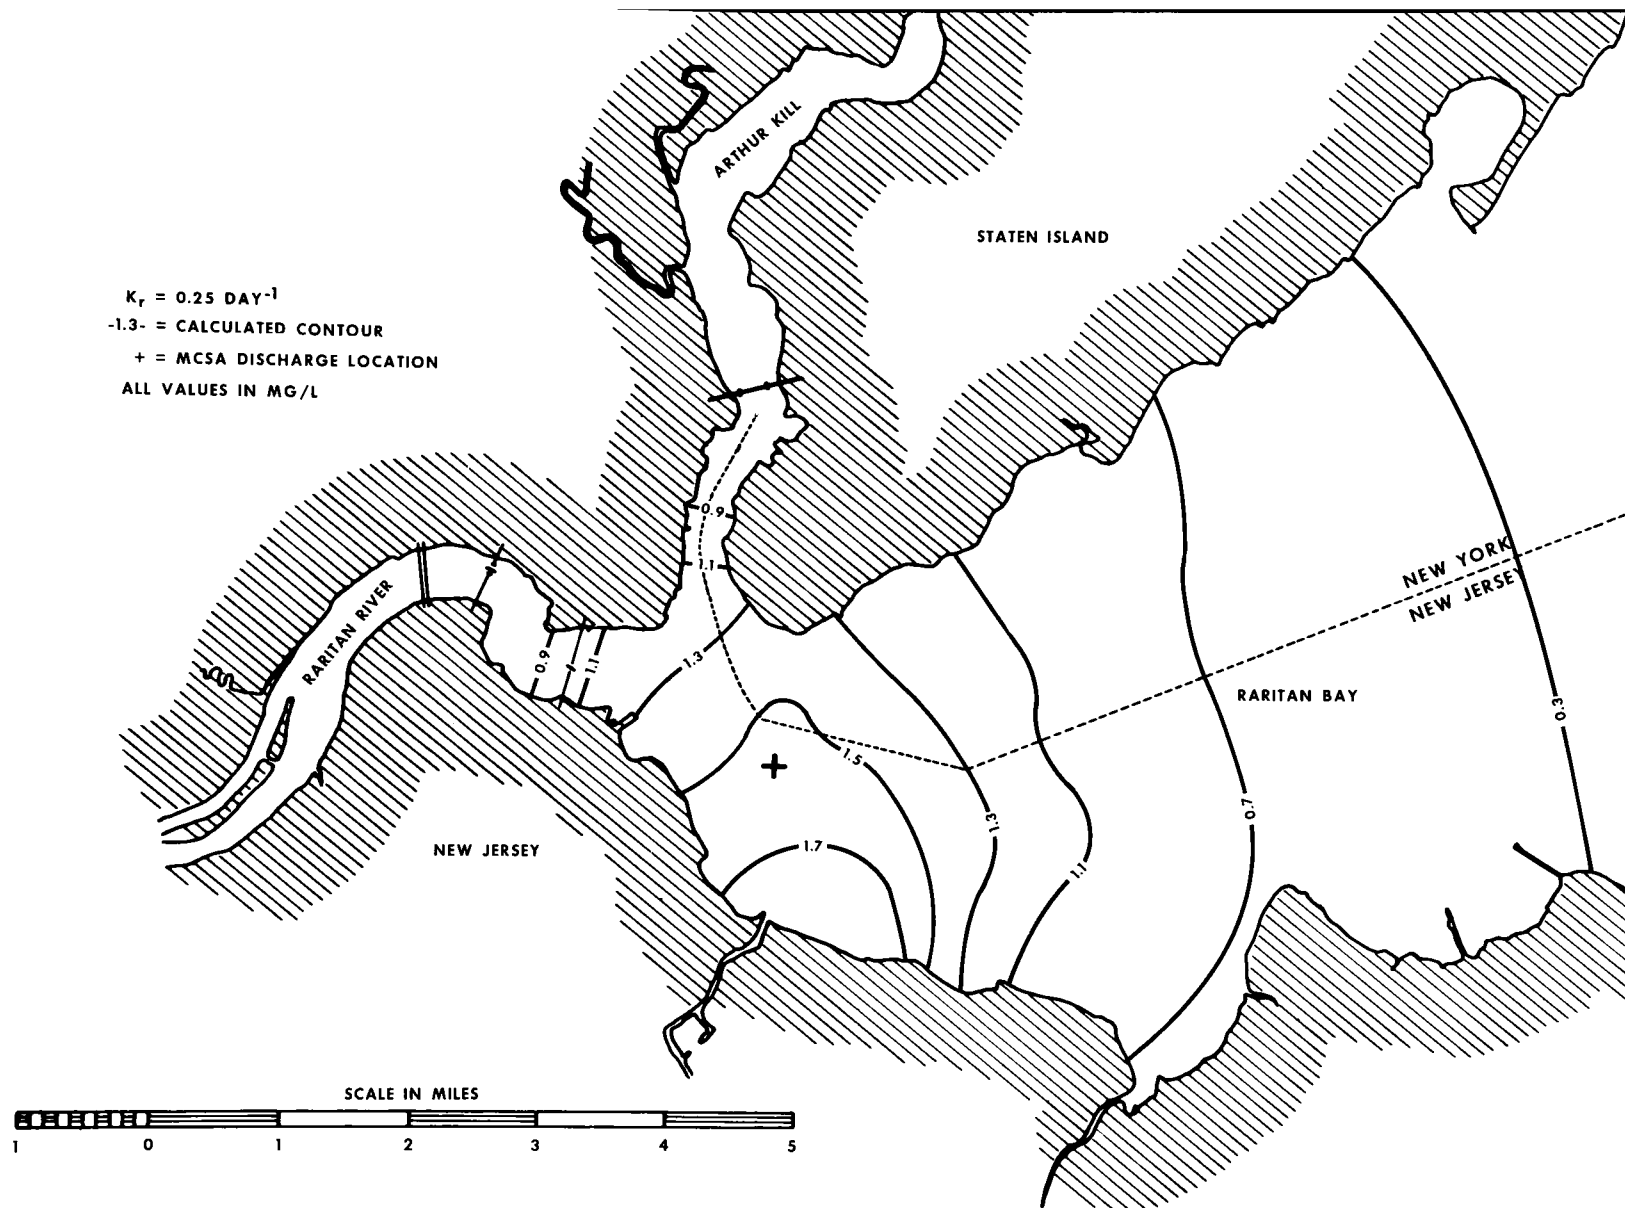 ARTHUR KILL
STATEN ISLAND
Kr = 0.25 DAY-1
-1.3- = CALCULATED CONTOUR
+ = MCSA DISCHARGE LOCATION
ALL VALUES IN MG/L
0.9
1.1
NEW YORK
NEW JERSEY
RARITAN RIVER
0.9
1.1
1.3
RARITAN BAY
0.3
1.5
1.3
0.7
1.7
1.1
NEW JERSEY
SCALE IN MILES
1 0 1 2 3 4 5